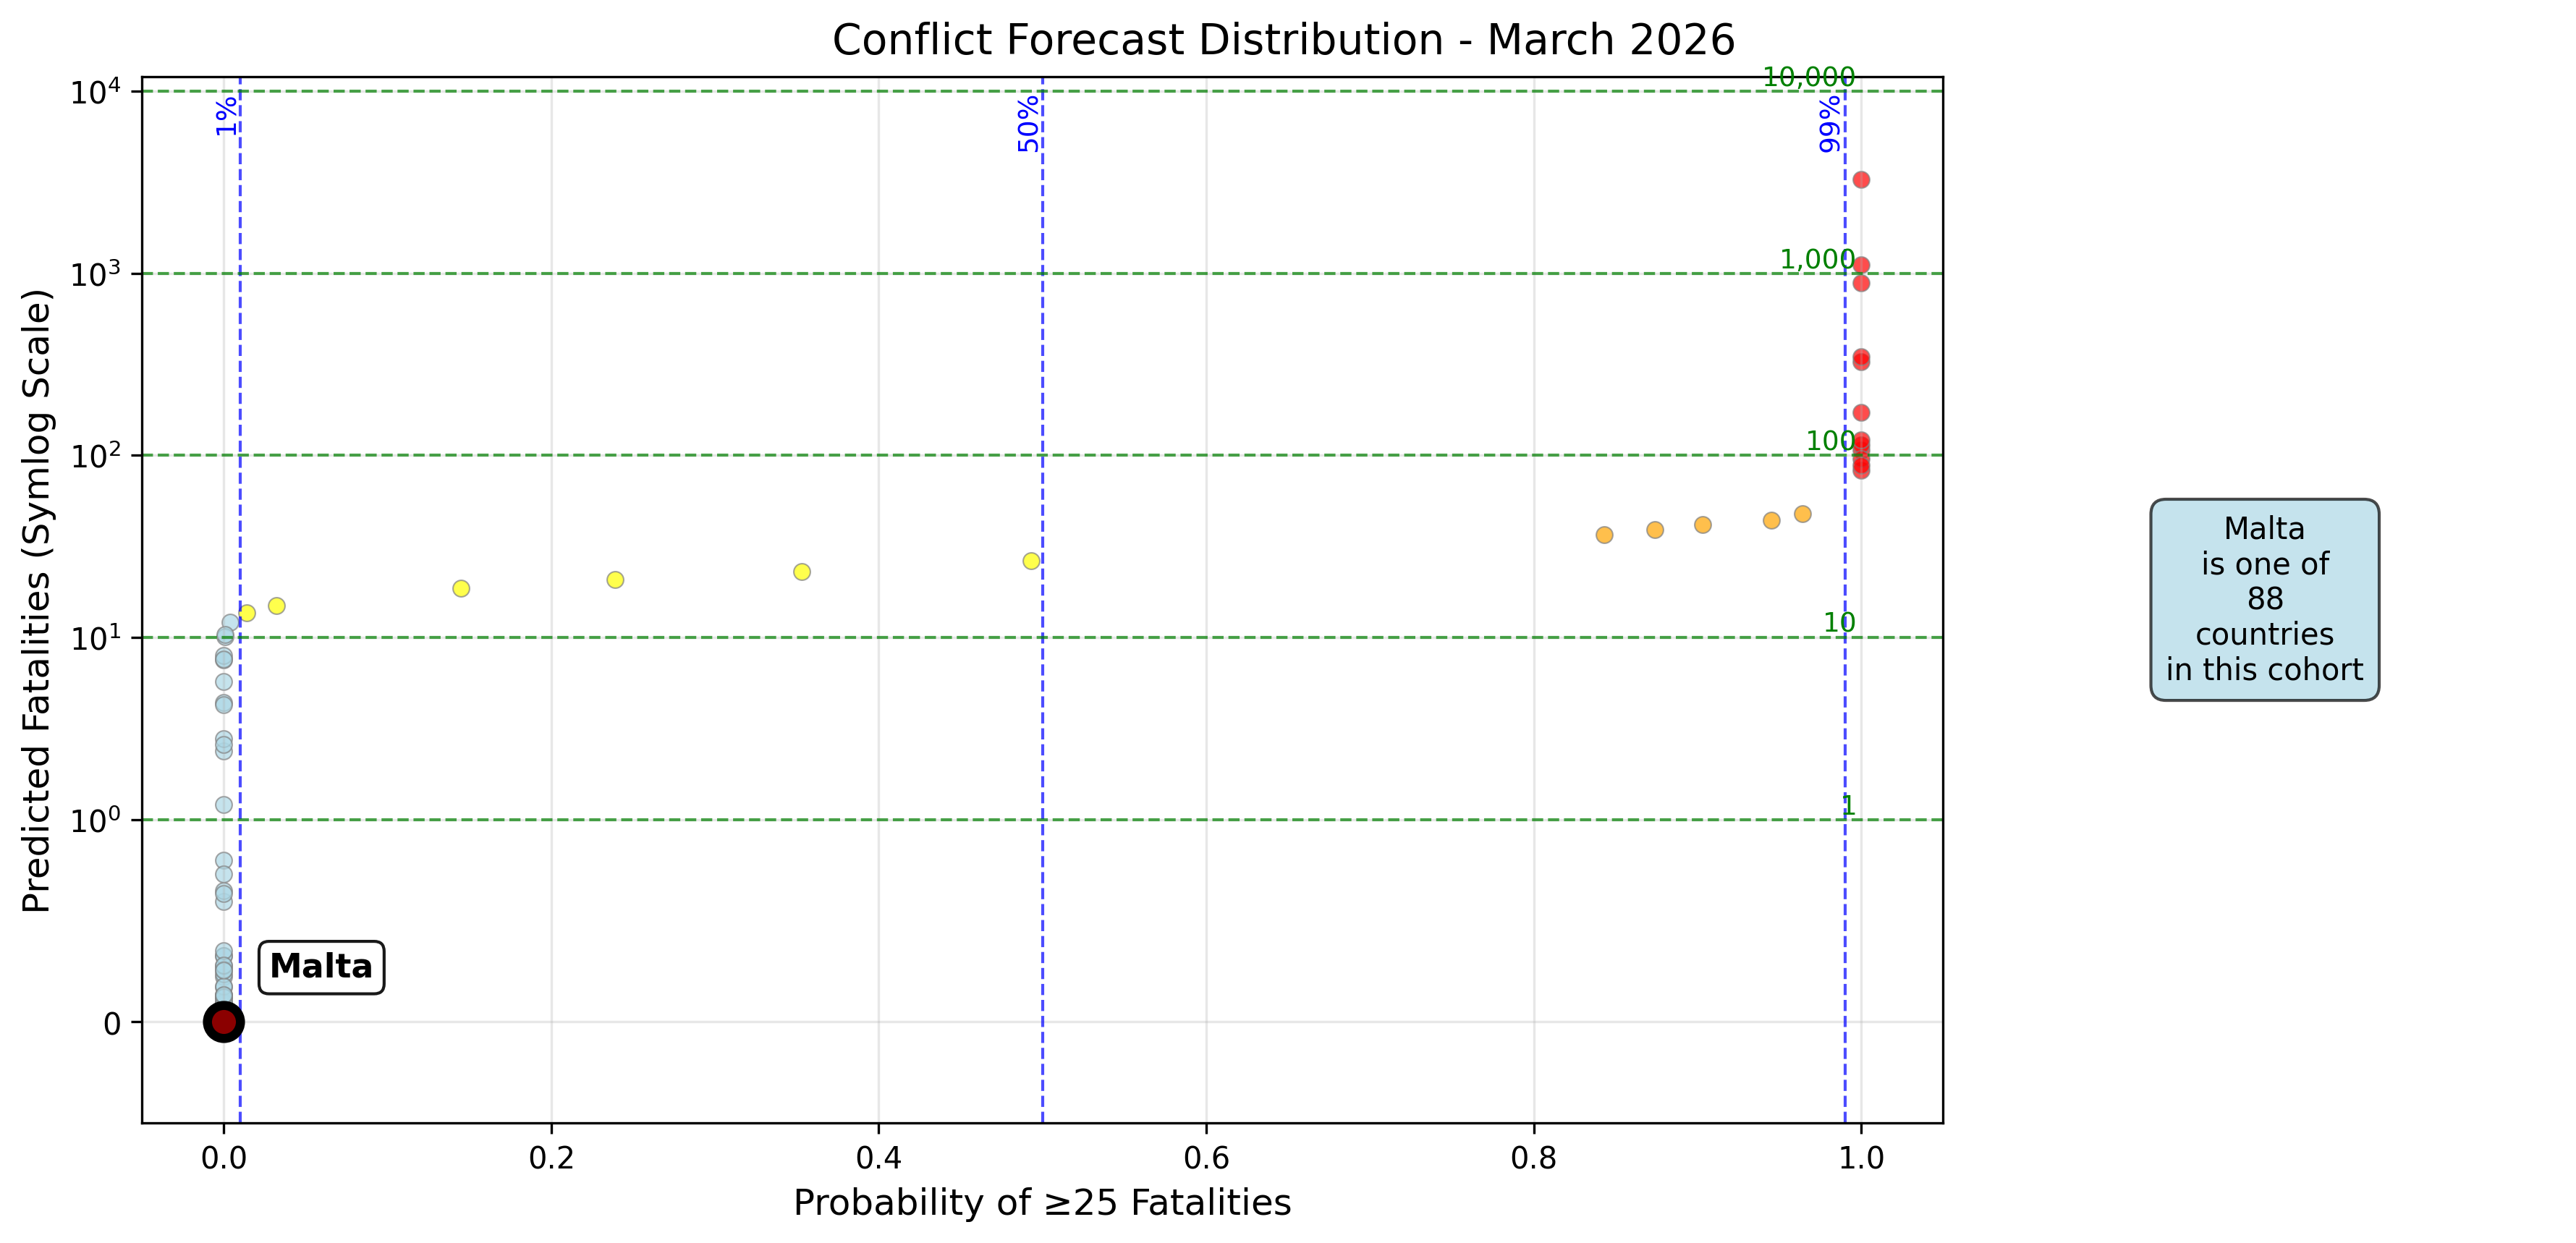 Conflict Forecast Distribution - March 2026
Predicted Fatalities (Symlog Scale)
10⁴
10³
10²
10¹
10⁰
0
1%
50%
99%
10,000
1,000
100
10
1
Malta
0.0
0.2
0.4
0.6
0.8
1.0
Probability of ≥25 Fatalities
Malta
is one of
88
countries
in this cohort